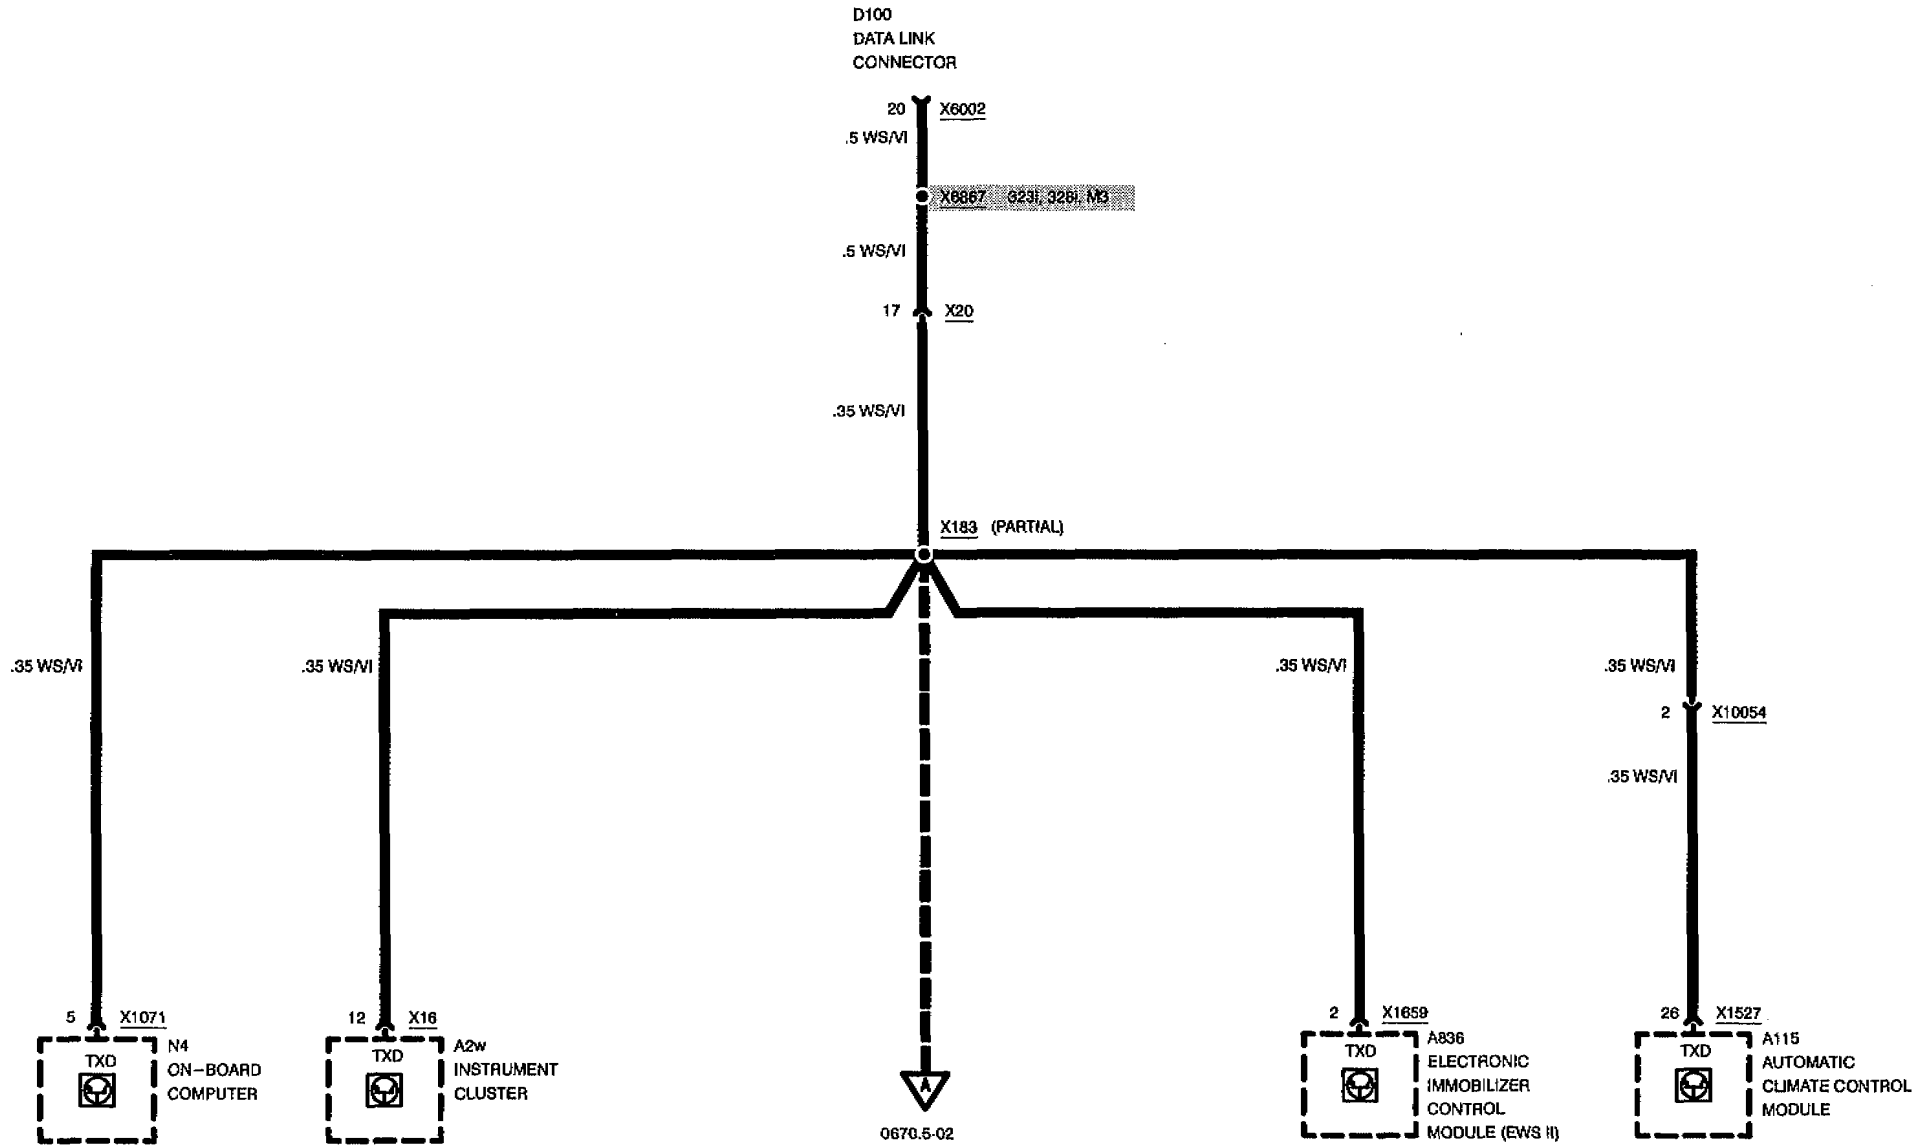 D100
DATA LINK
CONNECTOR
20 X6002
.5 WS/VI
X6867 323i, 328i, M3
.5 WS/VI
17 X20
.35 WS/VI
X183 (PARTIAL)
.35 WS/VI
.35 WS/VI
.35 WS/VI
.35 WS/VI
2 X10054
.35 WS/VI
5 X1071
TXD
N4
ON-BOARD
COMPUTER
12 X16
TXD
A2w
INSTRUMENT
CLUSTER
A
0670.5-02
2 X1659
TXD
A836
ELECTRONIC
IMMOBILIZER
CONTROL
MODULE (EWS II)
26 X1527
TXD
A115
AUTOMATIC
CLIMATE CONTROL
MODULE